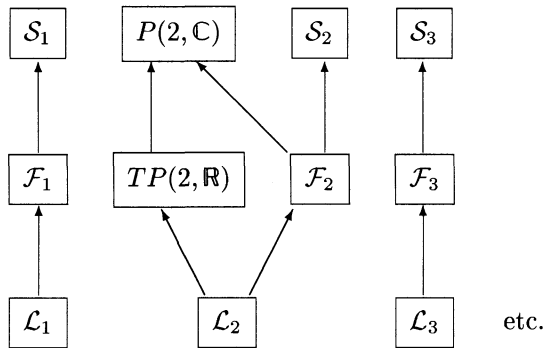 𝒮₁ P(2, ℂ) 𝒮₂ 𝒮₃
ℱ₁ TP(2, ℝ) ℱ₂ ℱ₃
ℒ₁ ℒ₂ ℒ₃ etc.